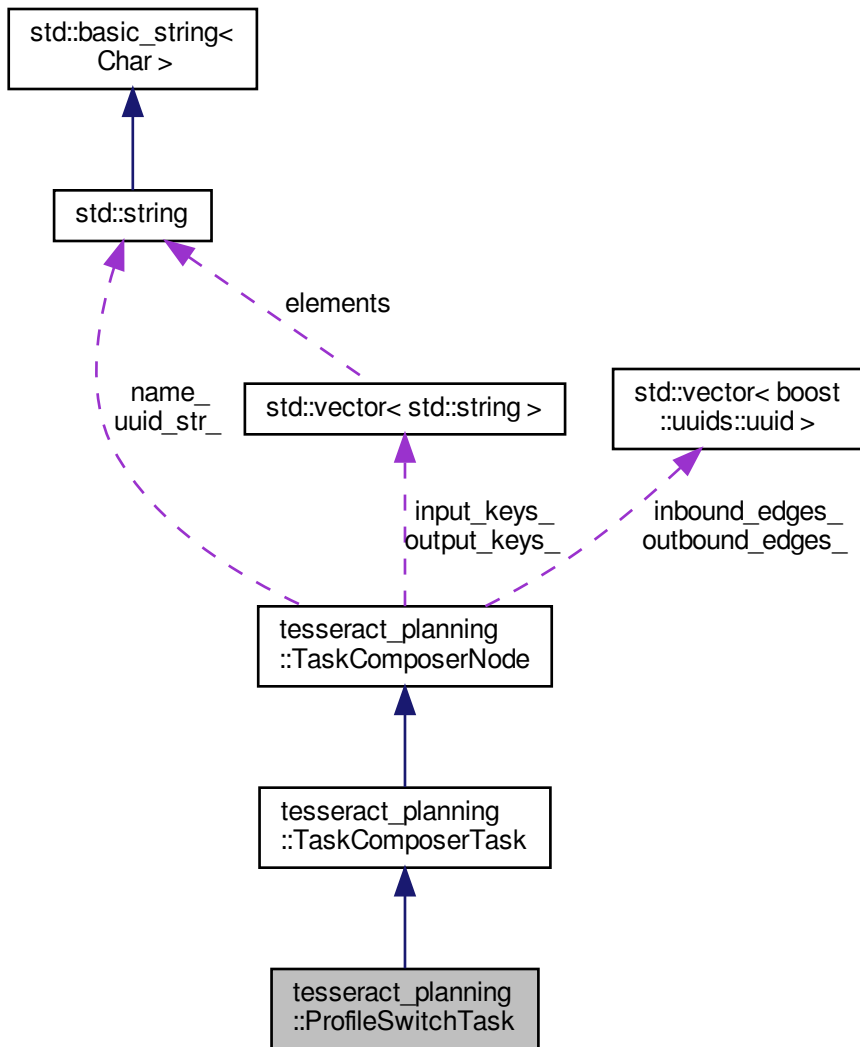 std::basic_string<
Char >
std::string
elements
name_
uuid_str_
std::vector< std::string >
std::vector< boost
::uuids::uuid >
input_keys_
output_keys_
inbound_edges_
outbound_edges_
tesseract_planning
::TaskComposerNode
tesseract_planning
::TaskComposerTask
tesseract_planning
::ProfileSwitchTask